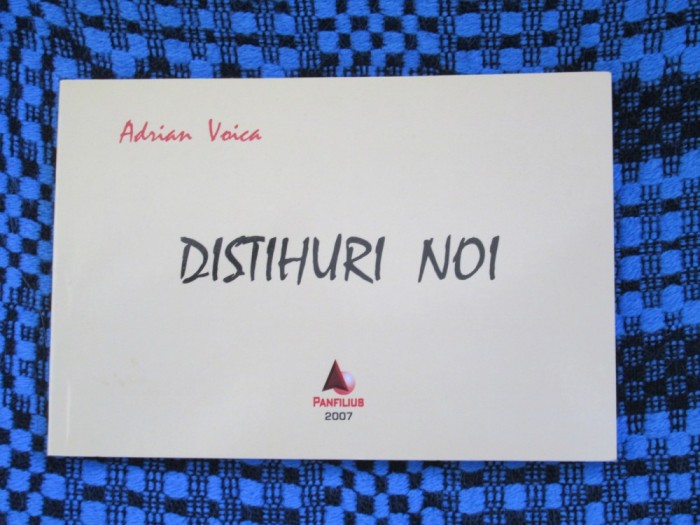 Adrian Voica
DISTIHURI NOI
PANFILIUS
2007